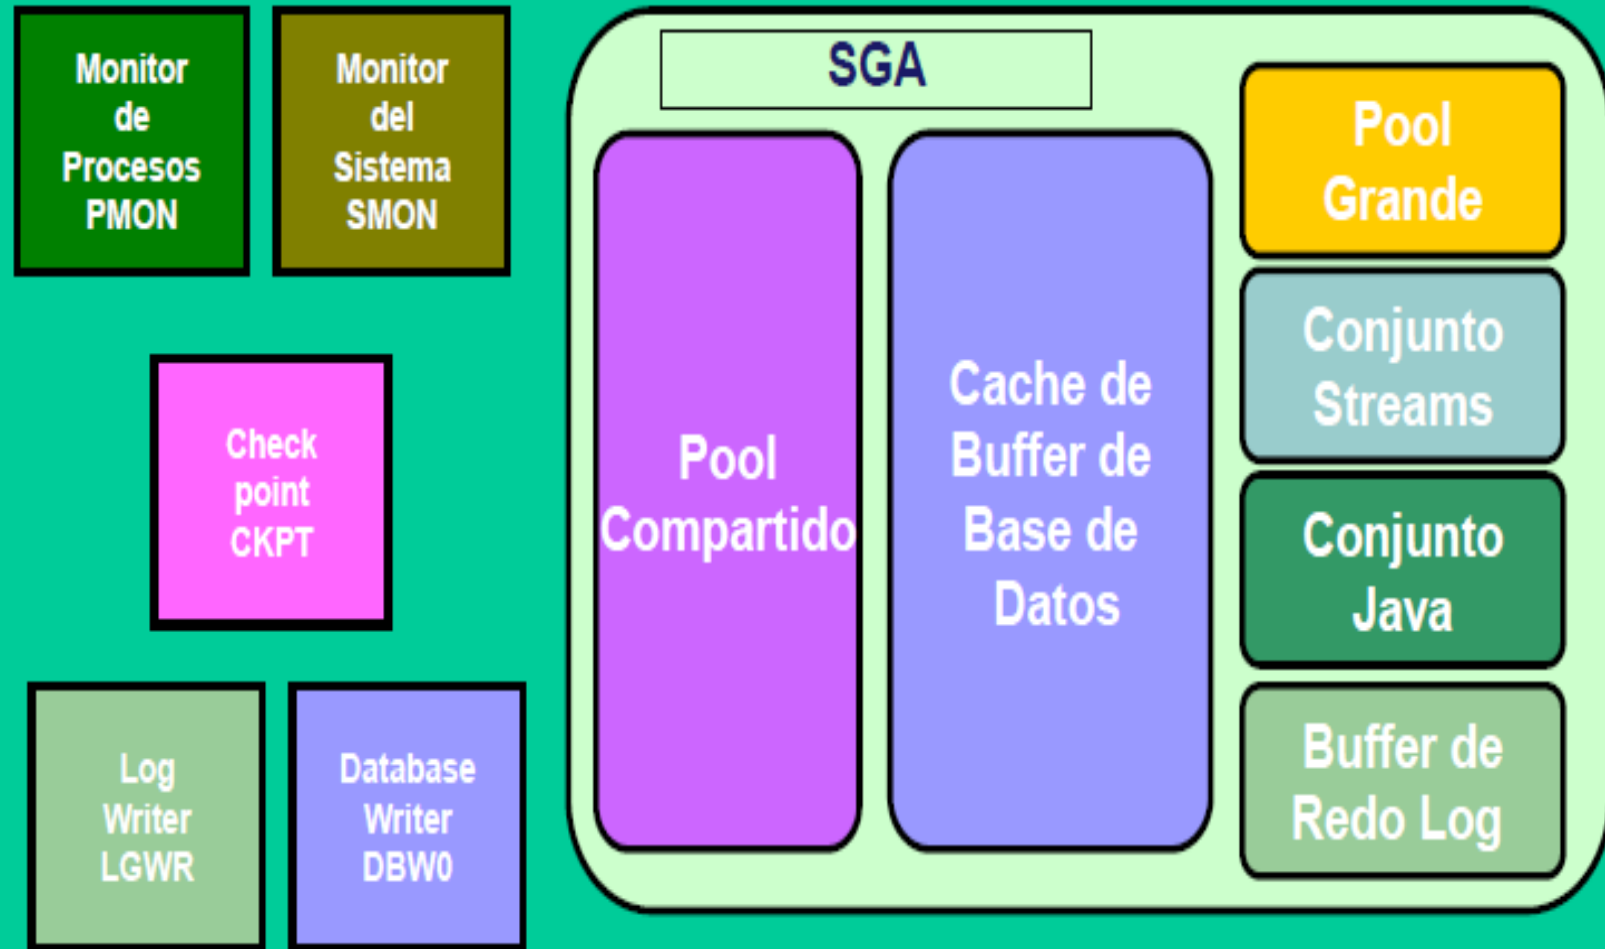 Monitor
de
Procesos
PMON
Monitor
del
Sistema
SMON
Check
point
CKPT
Log
Writer
LGWR
Database
Writer
DBW0
SGA
Pool
Compartido
Cache de
Buffer de
Base de
Datos
Pool
Grande
Conjunto
Streams
Conjunto
Java
Buffer de
Redo Log